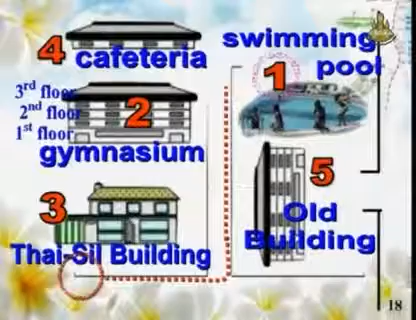 4
cafeteria
swimming
pool
1
3rd floor
2nd floor
1st floor
2
gymnasium
3
Thai-Sil Building
5
Old
Building
18